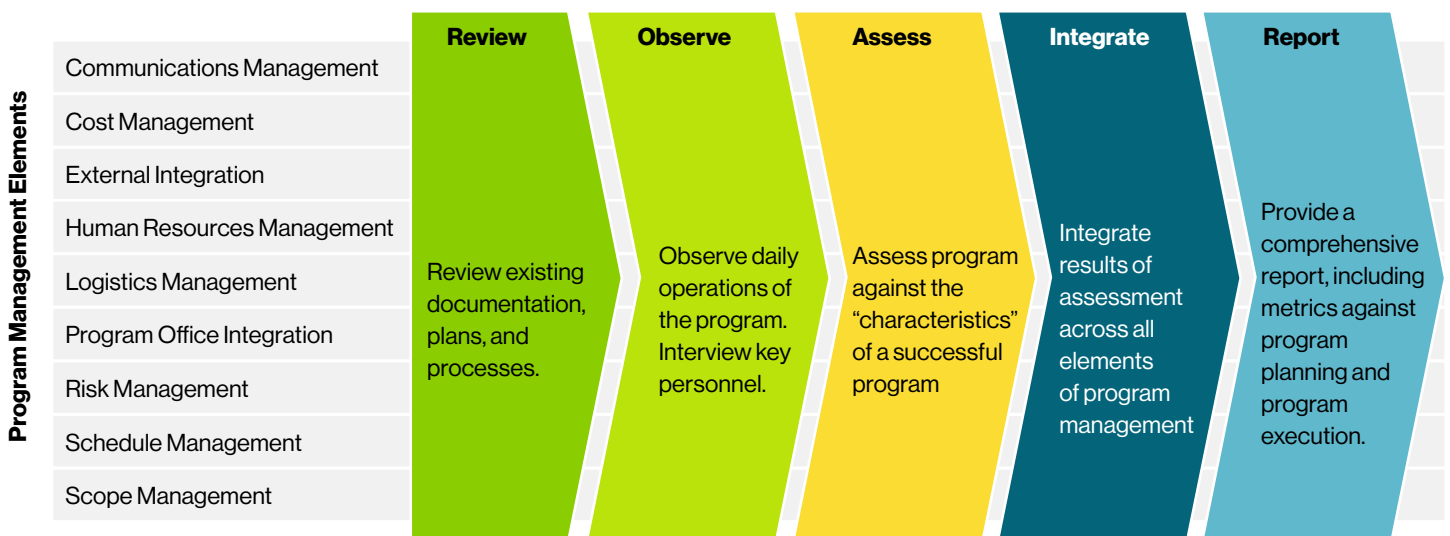 Program Management Elements
Communications Management
Cost Management
External Integration
Human Resources Management
Logistics Management
Program Office Integration
Risk Management
Schedule Management
Scope Management
Review
Review existing
documentation,
plans, and
processes.
Observe
Observe daily
operations of
the program.
Interview key
personnel.
Assess
Assess program
against the
“characteristics”
of a successful
program
Integrate
Integrate
results of
assessment
across all
elements
of program
management
Report
Provide a
comprehensive
report, including
metrics against
program
planning and
program
execution.